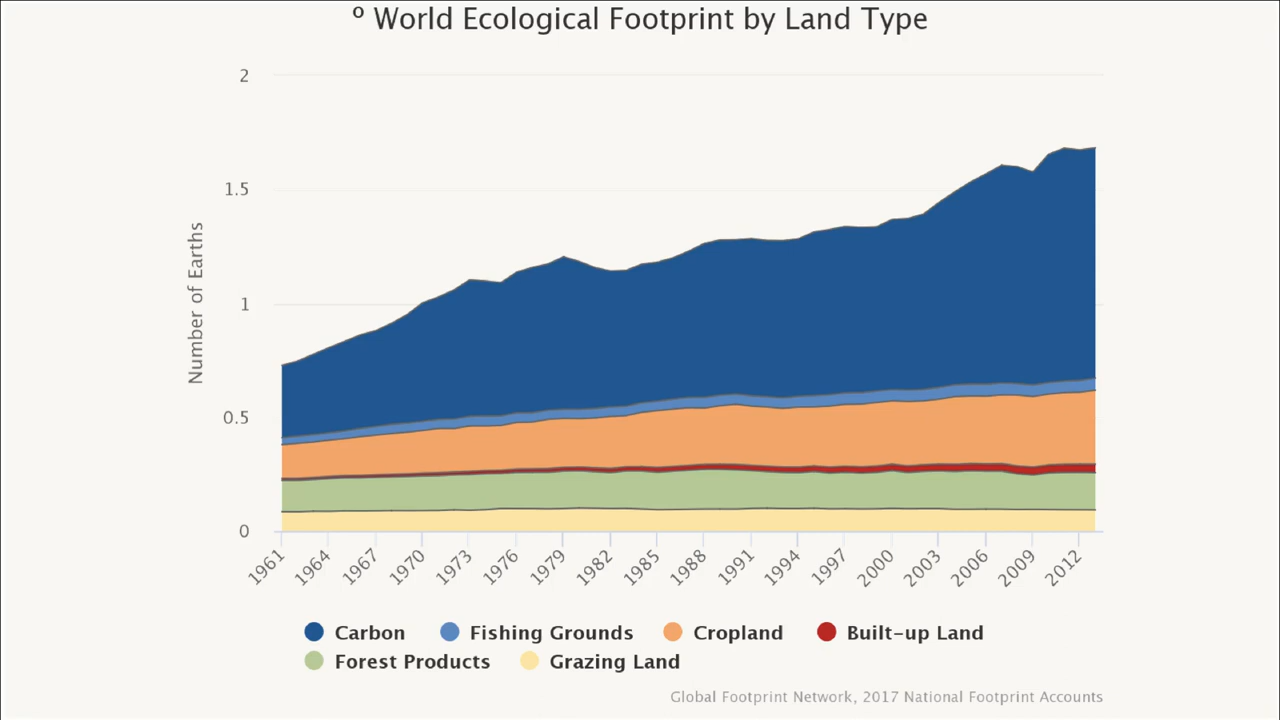 º World Ecological Footprint by Land Type
2
1.5
1
0.5
0
Number of Earths
1961 1964 1967 1970 1973 1976 1979 1982 1985 1988 1991 1994 1997 2000 2003 2006 2009 2012
Carbon Fishing Grounds Cropland Built-up Land
Forest Products Grazing Land
Global Footprint Network, 2017 National Footprint Accounts